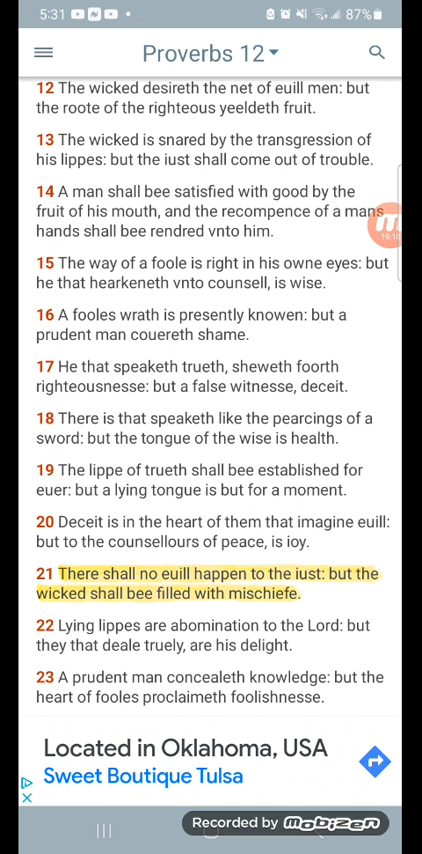 5:31 87%
Proverbs 12
12 The wicked desireth the net of euill men: but
the roote of the righteous yeeldeth fruit.
13 The wicked is snared by the transgression of
his lippes: but the iust shall come out of trouble.
14 A man shall bee satisfied with good by the
fruit of his mouth, and the recompence of a mans
hands shall bee rendred vnto him.
19:10
15 The way of a foole is right in his owne eyes: but
he that hearkeneth vnto counsell, is wise.
16 A fooles wrath is presently knowen: but a
prudent man couereth shame.
17 He that speaketh trueth, sheweth foorth
righteousnesse: but a false witnesse, deceit.
18 There is that speaketh like the pearcings of a
sword: but the tongue of the wise is health.
19 The lippe of trueth shall bee established for
euer: but a lying tongue is but for a moment.
20 Deceit is in the heart of them that imagine euill:
but to the counsellours of peace, is ioy.
21 There shall no euill happen to the iust: but the
wicked shall bee filled with mischiefe.
22 Lying lippes are abomination to the Lord: but
they that deale truely, are his delight.
23 A prudent man concealeth knowledge: but the
heart of fooles proclaimeth foolishnesse.
Located in Oklahoma, USA
Sweet Boutique Tulsa
Recorded by mobizen